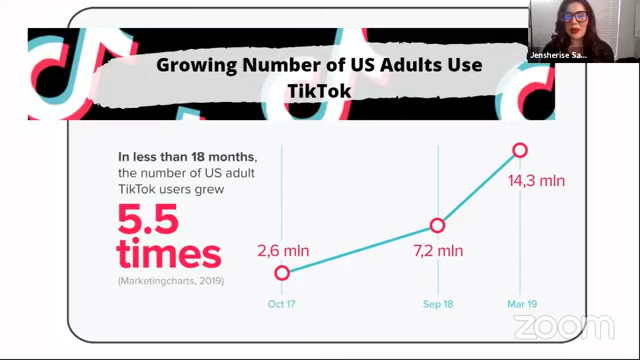 Growing Number of US Adults Use
TikTok
Jensherise Sa...
In less than 18 months,
the number of US adult
TikTok users grew
5.5
times
(Marketingcharts, 2019)
2,6 mln
7,2 mln
14,3 mln
Oct 17
Sep 18
Mar 19
zoom